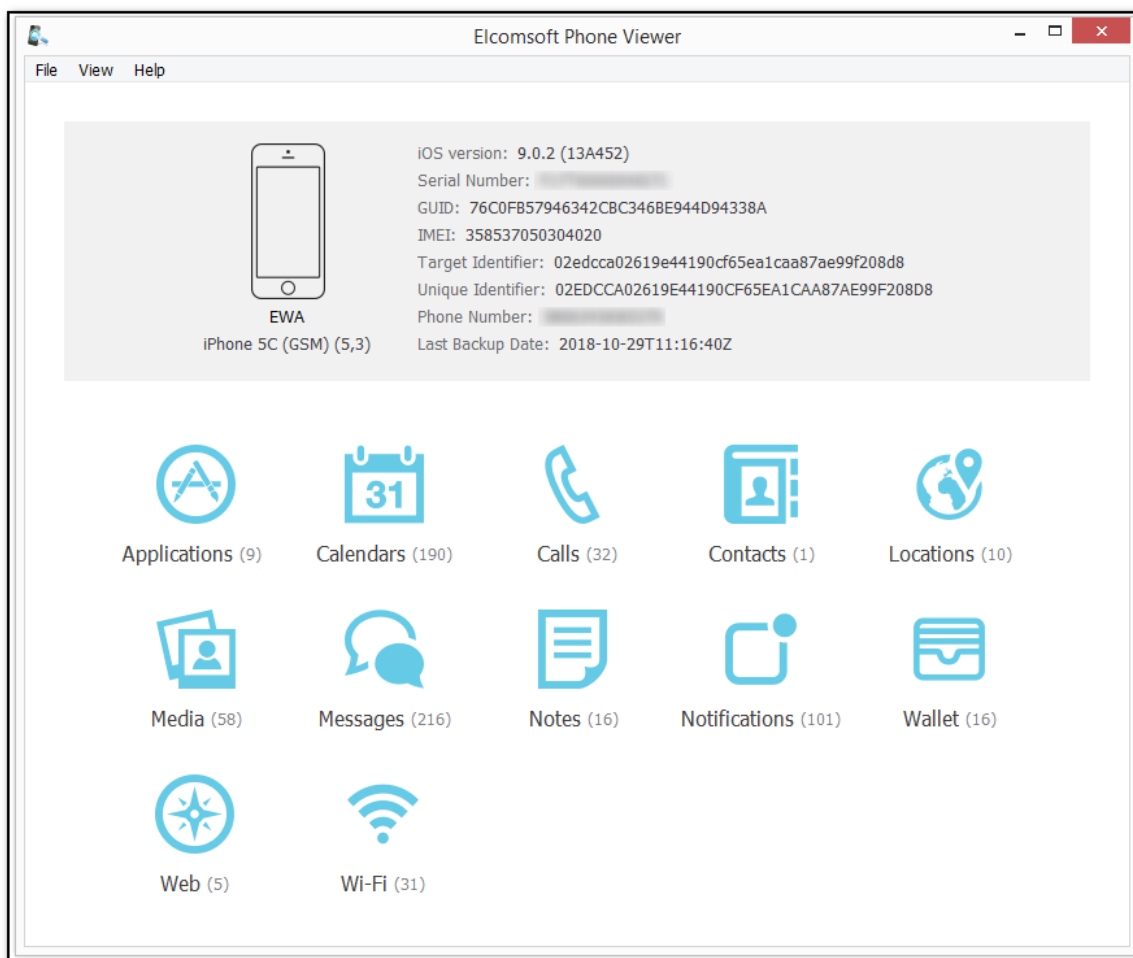 Elcomsoft Phone Viewer
File View Help
iOS version: 9.0.2 (13A452)
Serial Number:
GUID: 76C0FB57946342CBC346BE944D94338A
IMEI: 358537050304020
Target Identifier: 02edcca02619e44190cf65ea1caa87ae99f208d8
Unique Identifier: 02EDCCA02619E44190CF65EA1CAA87AE99F208D8
Phone Number:
Last Backup Date: 2018-10-29T11:16:40Z
EWA
iPhone 5C (GSM) (5,3)
31
Applications (9) Calendars (190) Calls (32) Contacts (1) Locations (10)
Media (58) Messages (216) Notes (16) Notifications (101) Wallet (16)
Web (5) Wi-Fi (31)